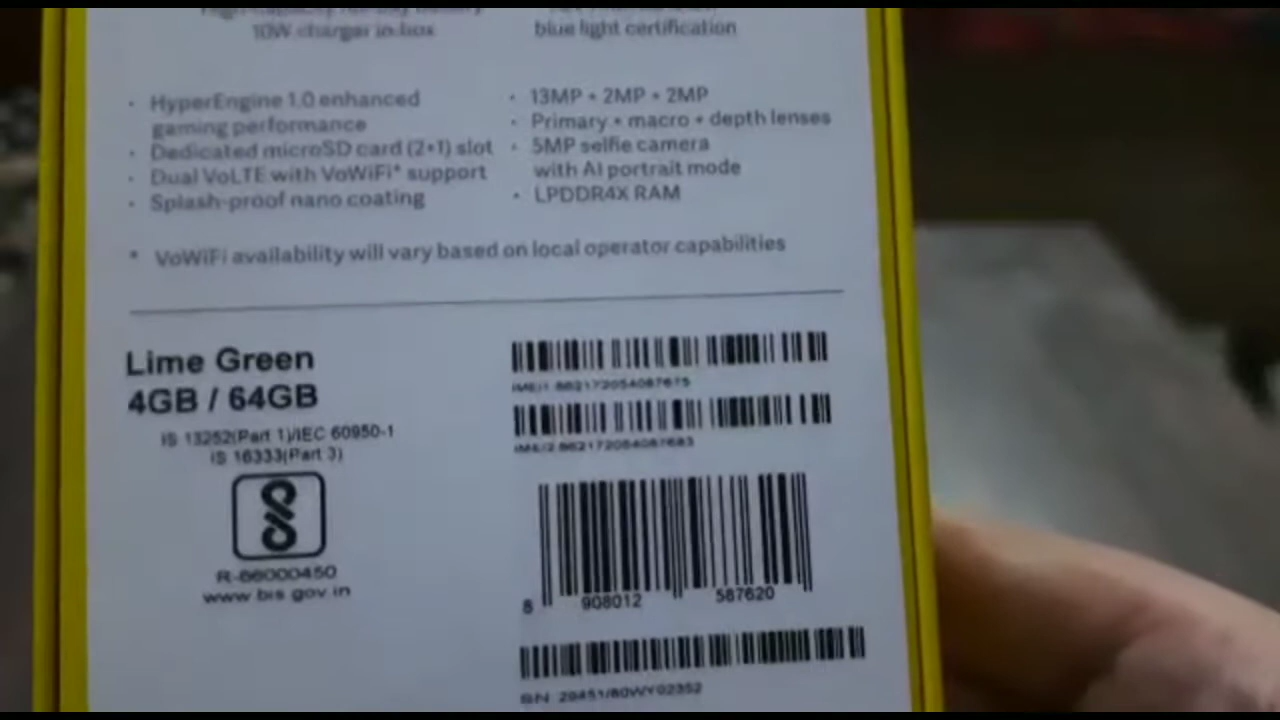 10W charger in-box
blue light certification
· HyperEngine 1.0 enhanced
gaming performance
· Dedicated microSD card (2+1) slot
· Dual VoLTE with VoWiFi* support
· Splash-proof nano coating
· 13MP + 2MP + 2MP
· Primary + macro + depth lenses
· 5MP selfie camera
with AI portrait mode
· LPDDR4X RAM
* VoWiFi availability will vary based on local operator capabilities
Lime Green
4GB / 64GB
IS 13252(Part 1)/IEC 60950-1
IS 16333(Part 3)
R-66000450
www.bis.gov.in
8 908012 587620